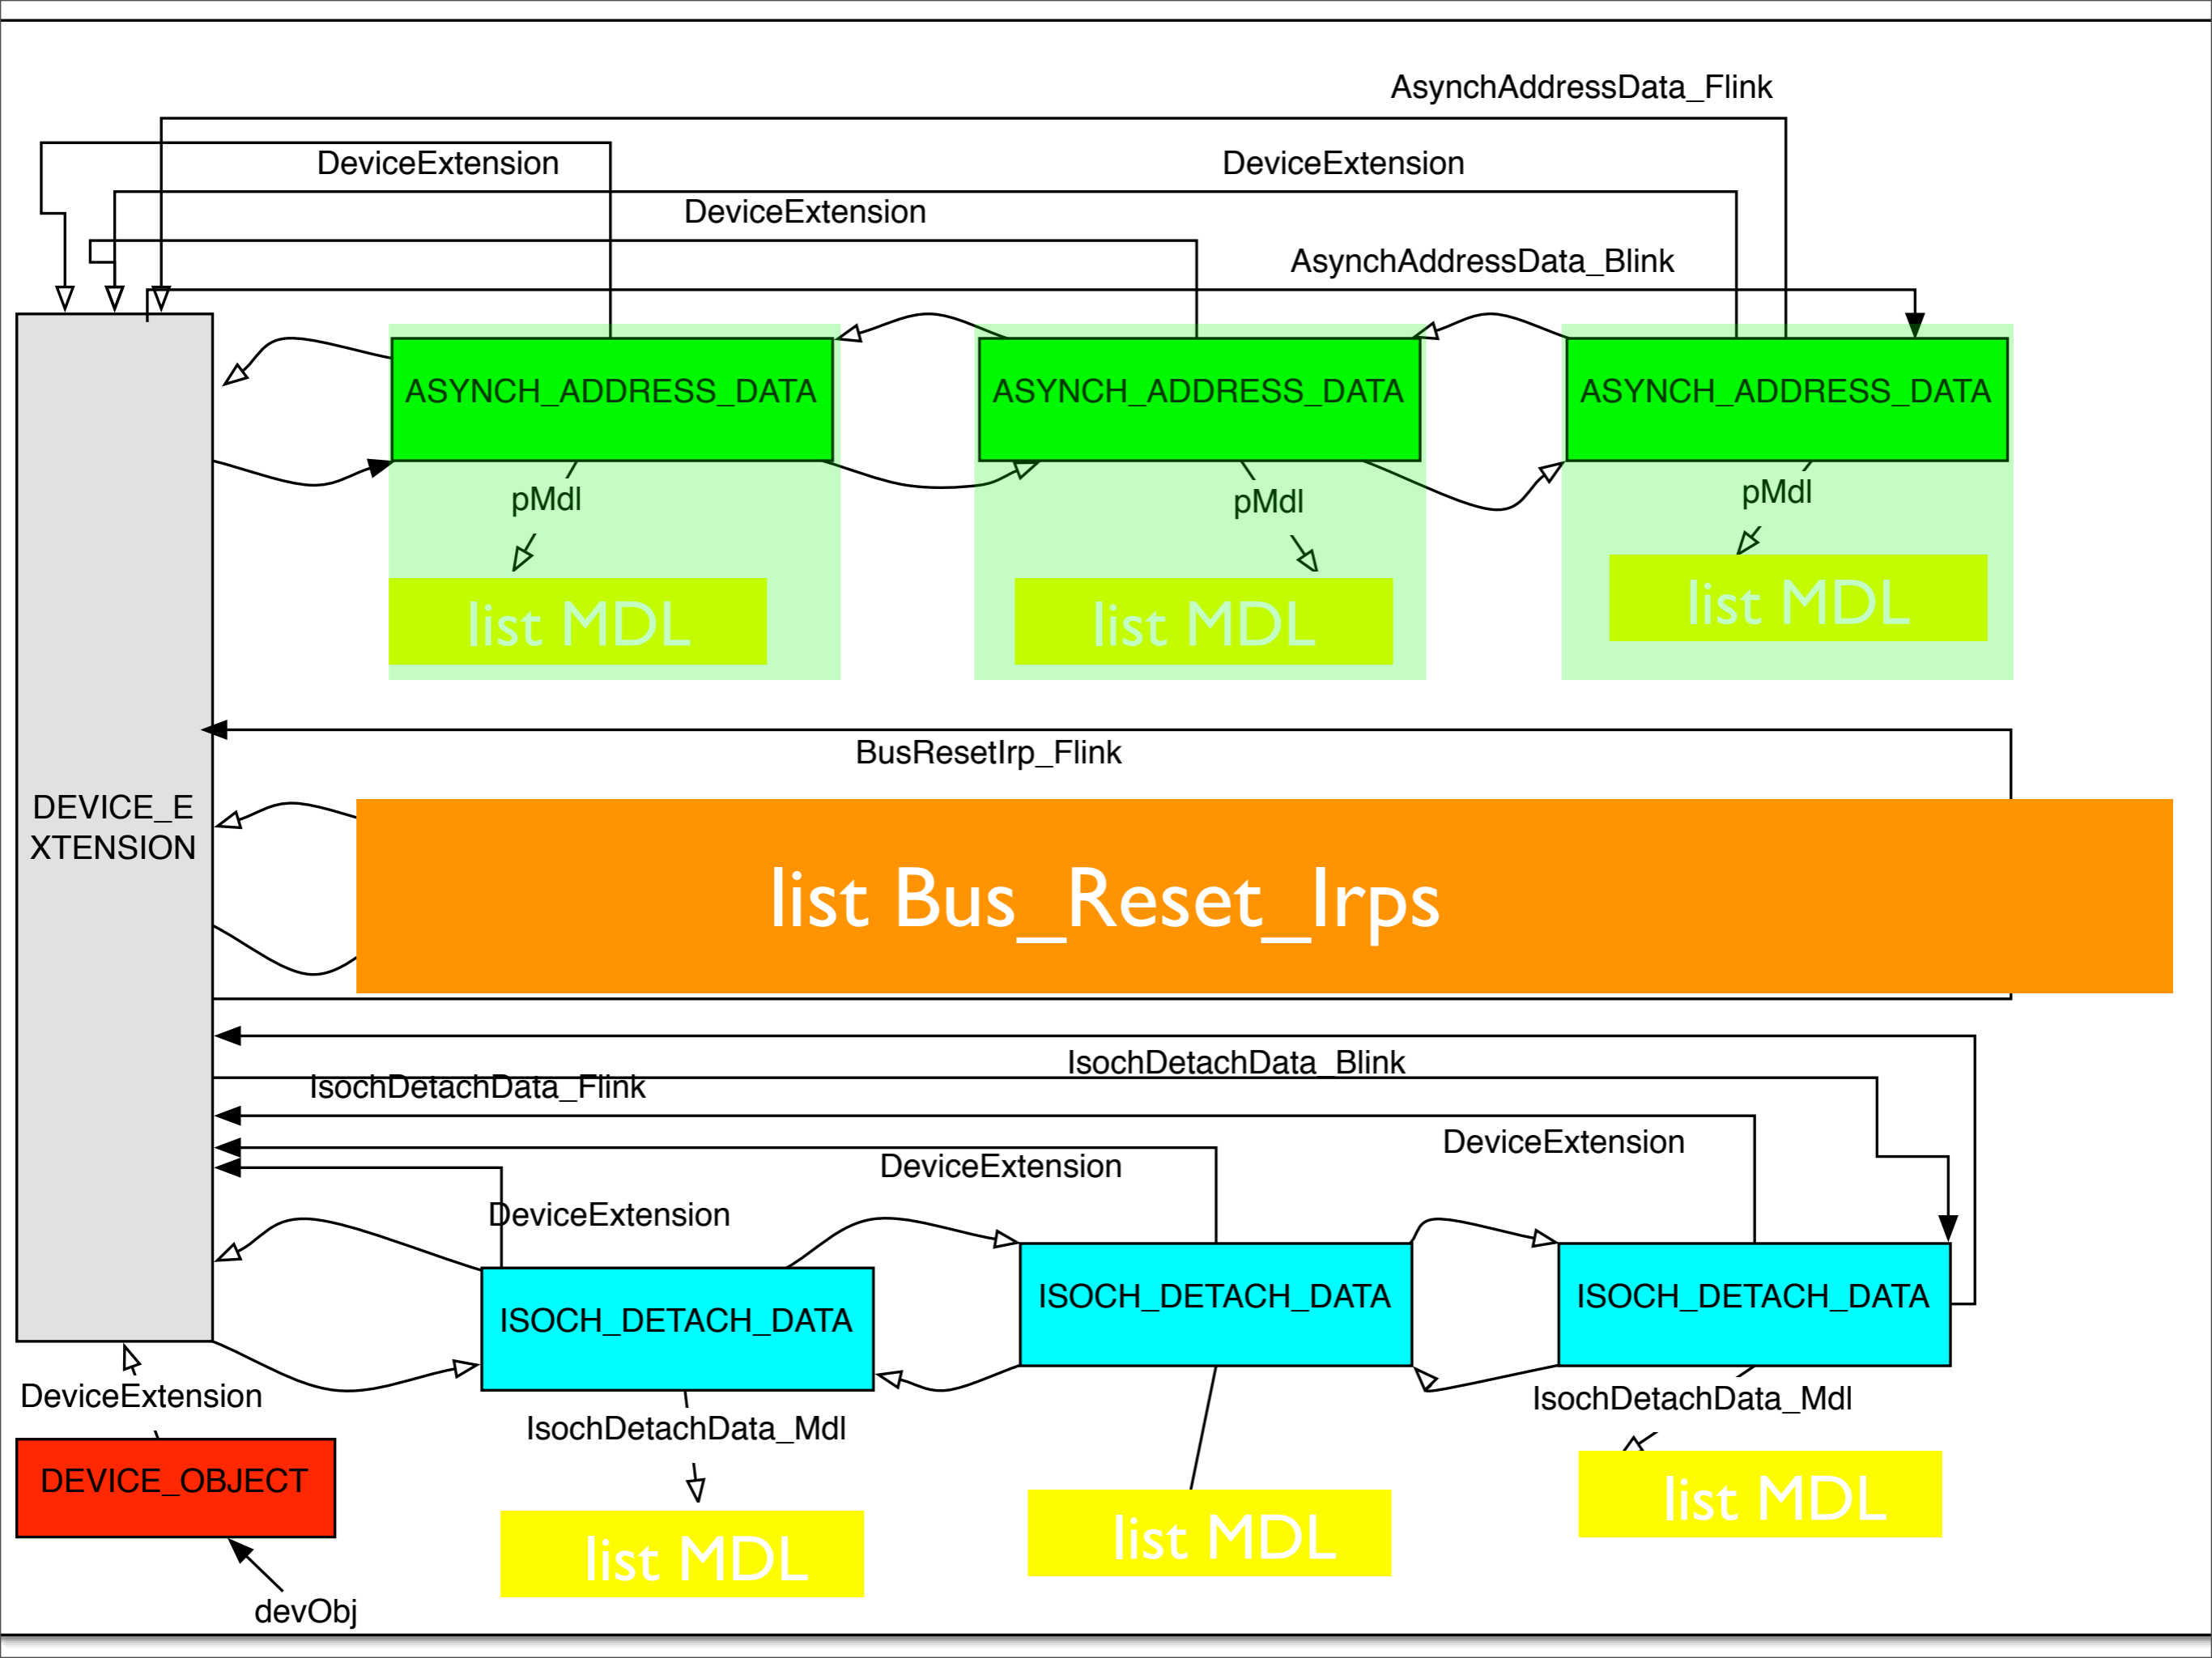 AsynchAddressData_Flink
DeviceExtension
DeviceExtension
DeviceExtension
AsynchAddressData_Blink
ASYNCH_ADDRESS_DATA
ASYNCH_ADDRESS_DATA
ASYNCH_ADDRESS_DATA
pMdl
pMdl
pMdl
list MDL
list MDL
list MDL
BusResetIrp_Flink
DEVICE_E
XTENSION
list Bus_Reset_Irps
IsochDetachData_Blink
IsochDetachData_Flink
DeviceExtension
DeviceExtension
DeviceExtension
ISOCH_DETACH_DATA
ISOCH_DETACH_DATA
ISOCH_DETACH_DATA
DeviceExtension
IsochDetachData_Mdl
IsochDetachData_Mdl
DEVICE_OBJECT
list MDL
list MDL
list MDL
devObj